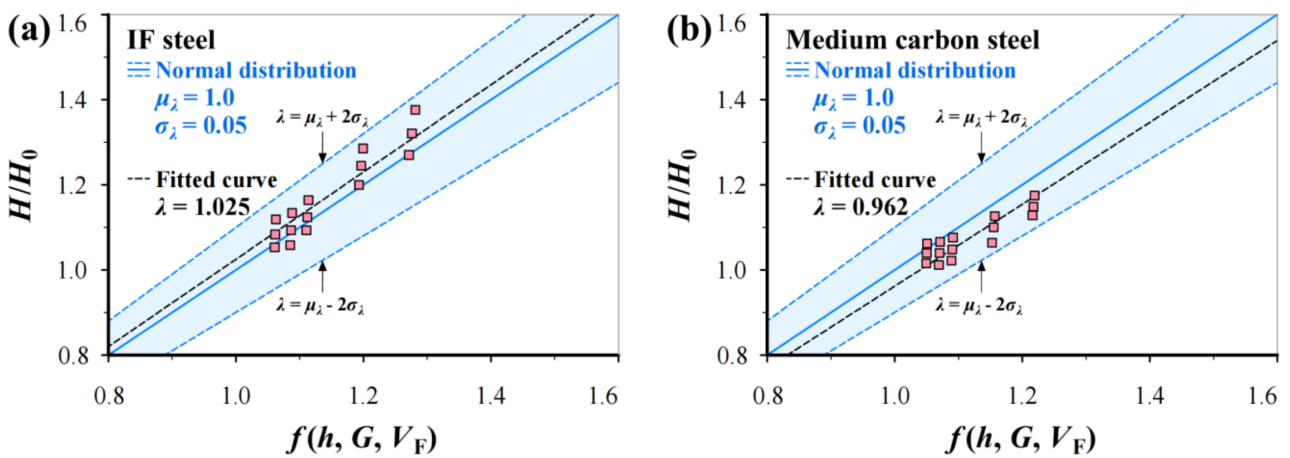 (a)
IF steel
Normal distribution
μλ = 1.0
σλ = 0.05
λ = μλ + 2σλ
Fitted curve
λ = 1.025
λ = μλ - 2σλ
H/H0
1.6
1.4
1.2
1.0
0.8
0.8 1.0 1.2 1.4 1.6
f(h, G, VF)
(b)
Medium carbon steel
Normal distribution
μλ = 1.0
σλ = 0.05
λ = μλ + 2σλ
Fitted curve
λ = 0.962
λ = μλ - 2σλ
H/H0
1.6
1.4
1.2
1.0
0.8
0.8 1.0 1.2 1.4 1.6
f(h, G, VF)